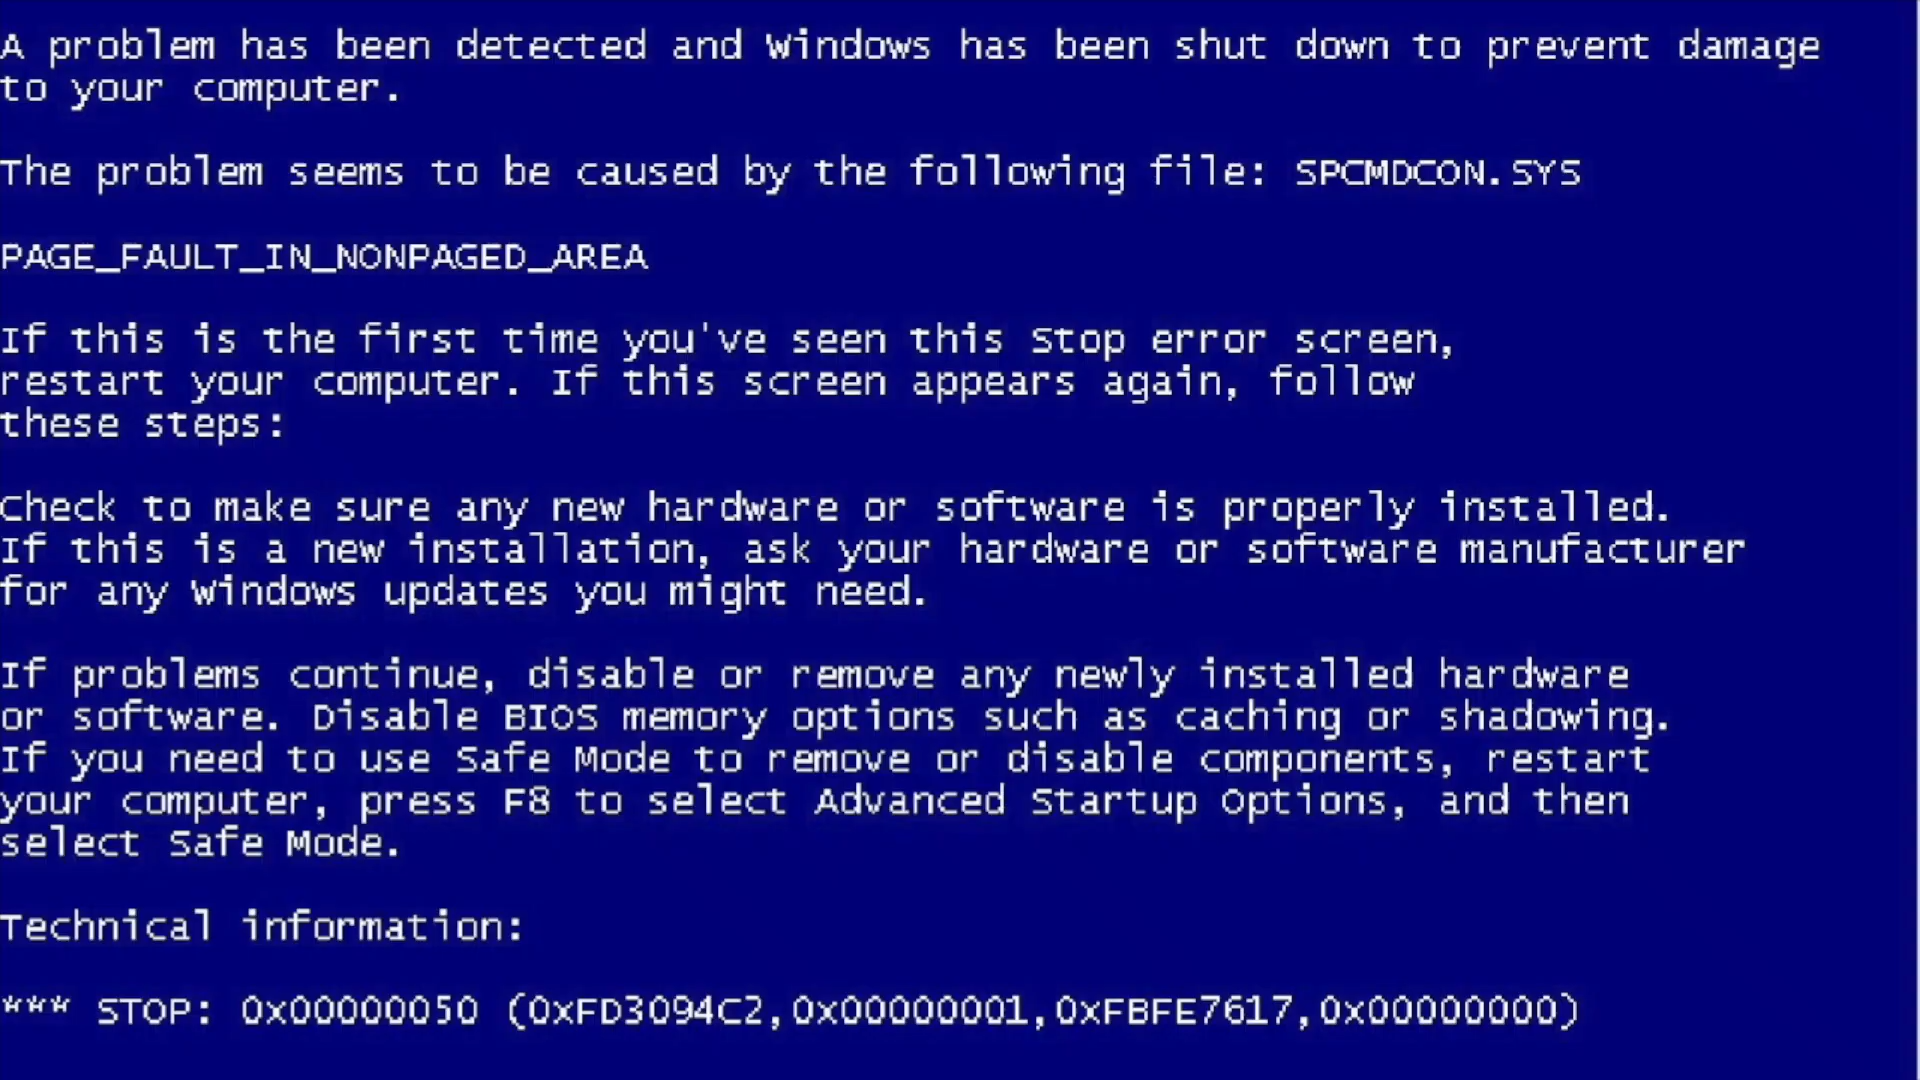 A problem has been detected and Windows has been shut down to prevent damage
to your computer.
The problem seems to be caused by the following file: SPCMDCON.SYS
PAGE_FAULT_IN_NONPAGED_AREA
If this is the first time you've seen this Stop error screen,
restart your computer. If this screen appears again, follow
these steps:
Check to make sure any new hardware or software is properly installed.
If this is a new installation, ask your hardware or software manufacturer
for any Windows updates you might need.
If problems continue, disable or remove any newly installed hardware
or software. Disable BIOS memory options such as caching or shadowing.
If you need to use Safe Mode to remove or disable components, restart
your computer, press F8 to select Advanced Startup Options, and then
select Safe Mode.
Technical information:
*** STOP: 0x00000050 (0xFD3094C2,0x00000001,0xFBFE7617,0x00000000)